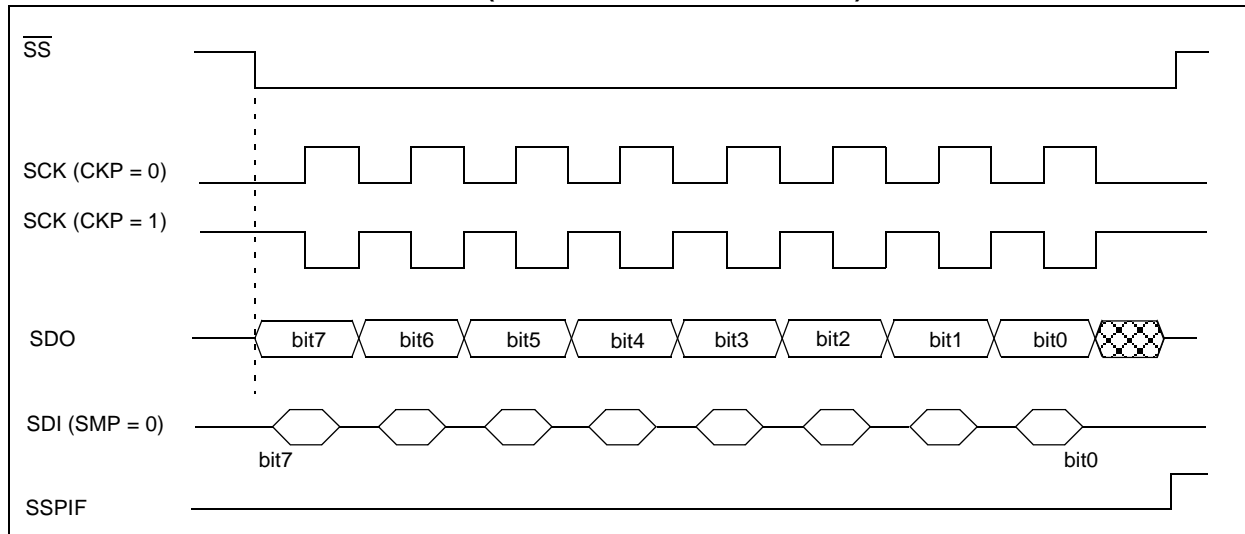 SS
SCK (CKP = 0)
SCK (CKP = 1)
SDO bit7 bit6 bit5 bit4 bit3 bit2 bit1 bit0
SDI (SMP = 0)
bit7 bit0
SSPIF